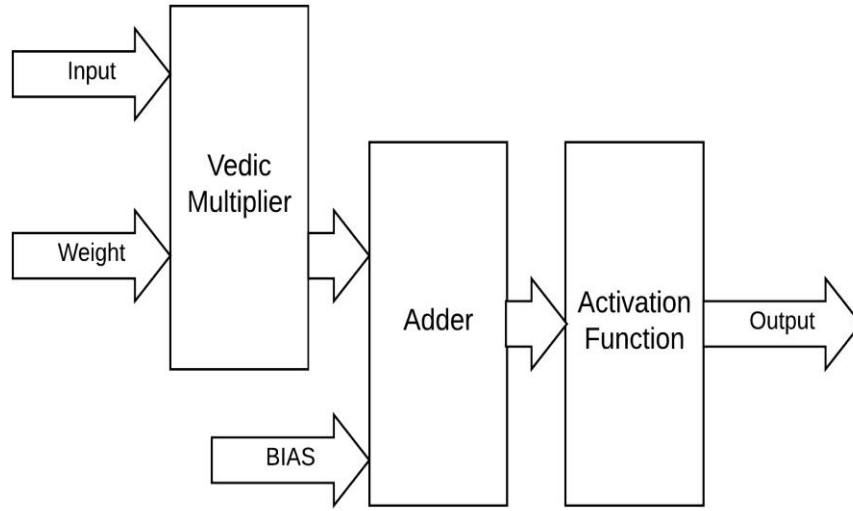 Input
Vedic
Multiplier
Weight
Adder
Activation
Function
Output
BIAS